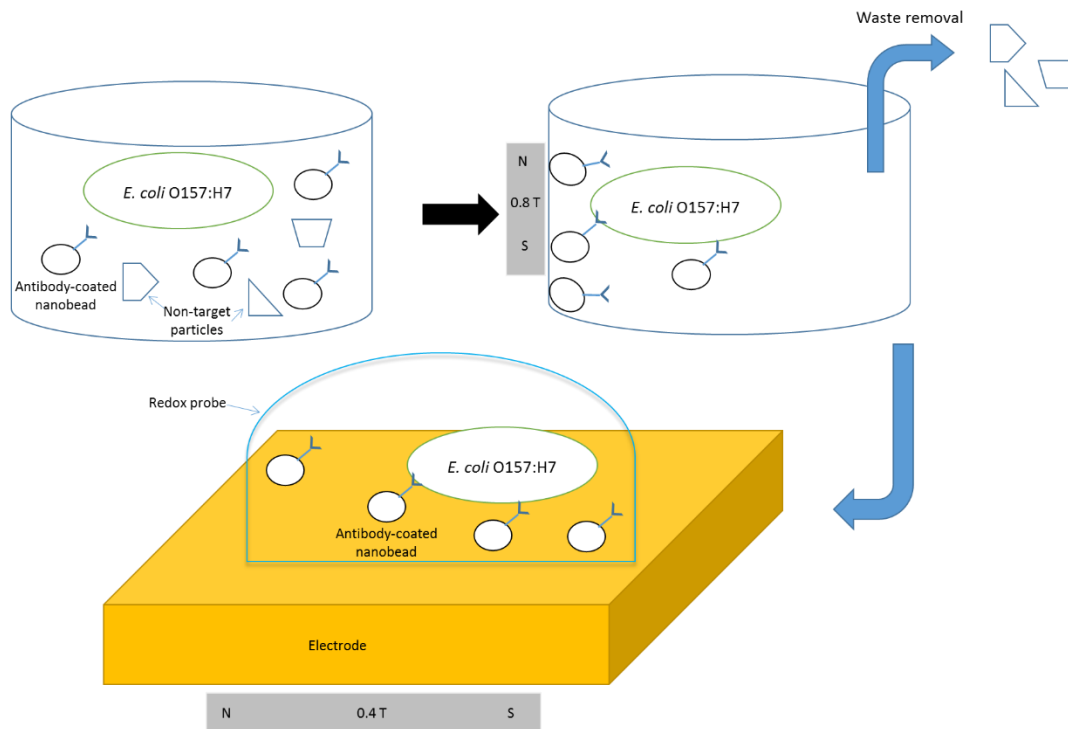 Waste removal
E. coli O157:H7
Antibody-coated
nanobead
Non-target
particles
N
0.8 T
S
E. coli O157:H7
Redox probe
E. coli O157:H7
Antibody-coated
nanobead
Electrode
N 0.4 T S